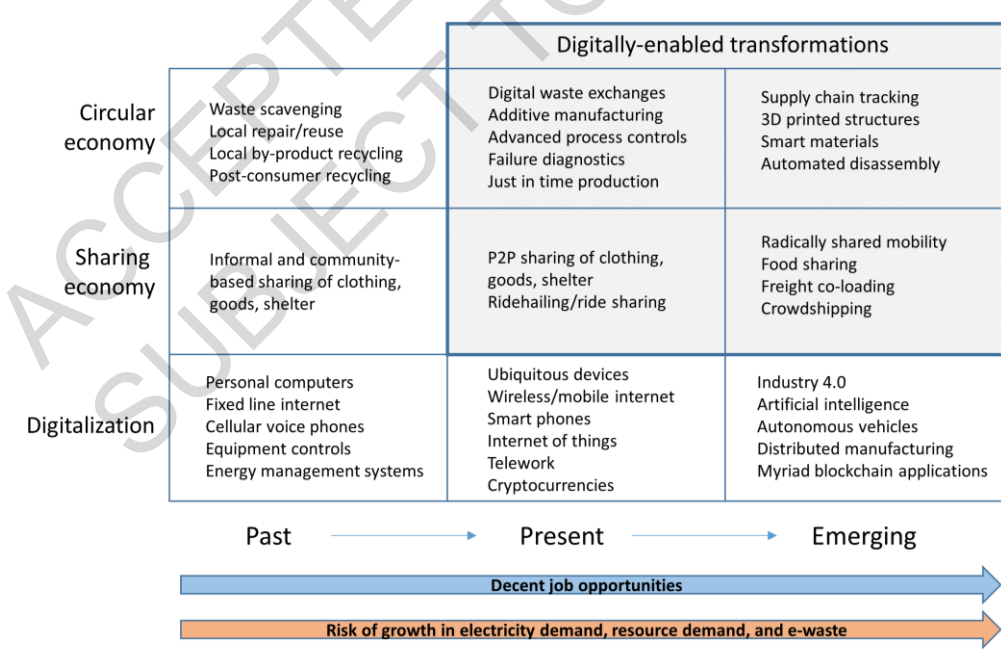 ACCEPTE
SUBJECT TO
Digitally-enabled transformations
Circular
economy
Waste scavenging
Local repair/reuse
Local by-product recycling
Post-consumer recycling
Digital waste exchanges
Additive manufacturing
Advanced process controls
Failure diagnostics
Just in time production
Supply chain tracking
3D printed structures
Smart materials
Automated disassembly
Sharing
economy
Informal and community-
based sharing of clothing,
goods, shelter
P2P sharing of clothing,
goods, shelter
Ridehailing/ride sharing
Radically shared mobility
Food sharing
Freight co-loading
Crowdshipping
Digitalization
Personal computers
Fixed line internet
Cellular voice phones
Equipment controls
Energy management systems
Ubiquitous devices
Wireless/mobile internet
Smart phones
Internet of things
Telework
Cryptocurrencies
Industry 4.0
Artificial intelligence
Autonomous vehicles
Distributed manufacturing
Myriad blockchain applications
Past
Present
Emerging
Decent job opportunities
Risk of growth in electricity demand, resource demand, and e-waste